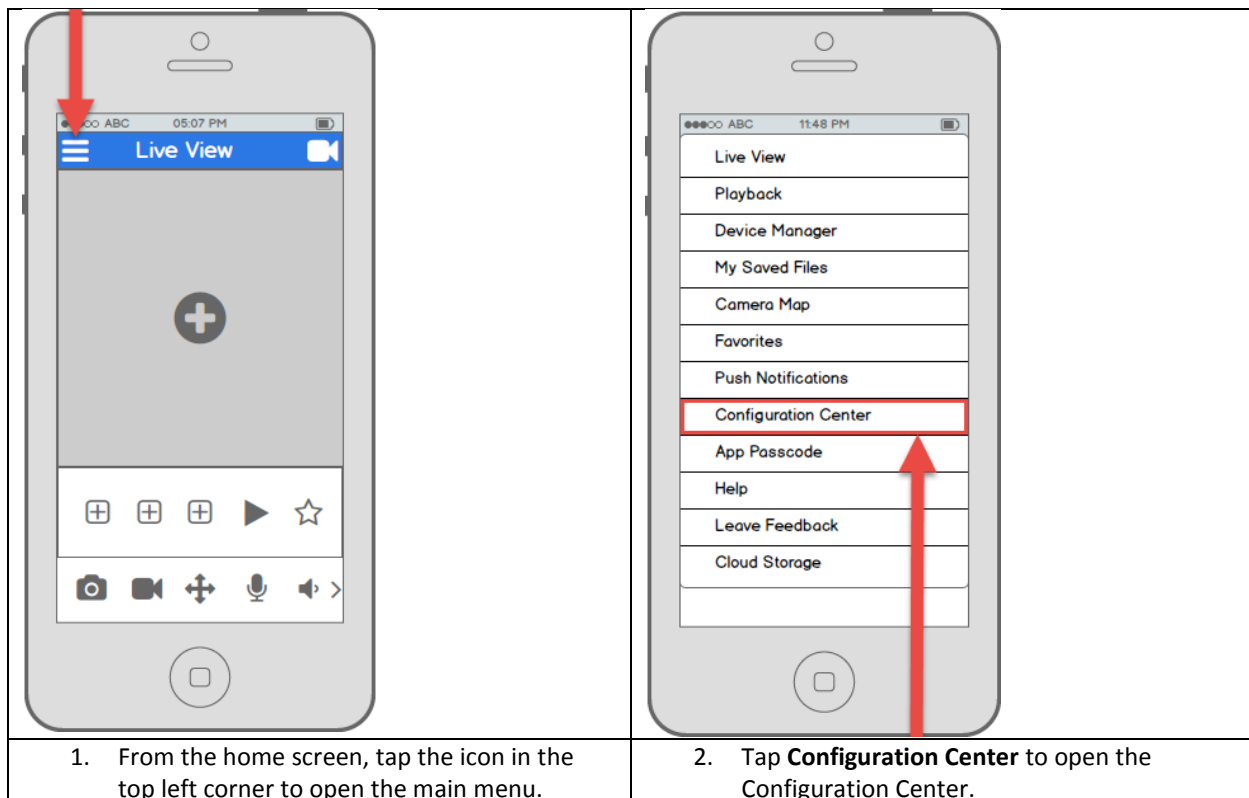 ABC 05:07 PM
Live View
1. From the home screen, tap the icon in the
top left corner to open the main menu.
ABC 11:48 PM
Live View
Playback
Device Manager
My Saved Files
Camera Map
Favorites
Push Notifications
Configuration Center
App Passcode
Help
Leave Feedback
Cloud Storage
2. Tap Configuration Center to open the
Configuration Center.